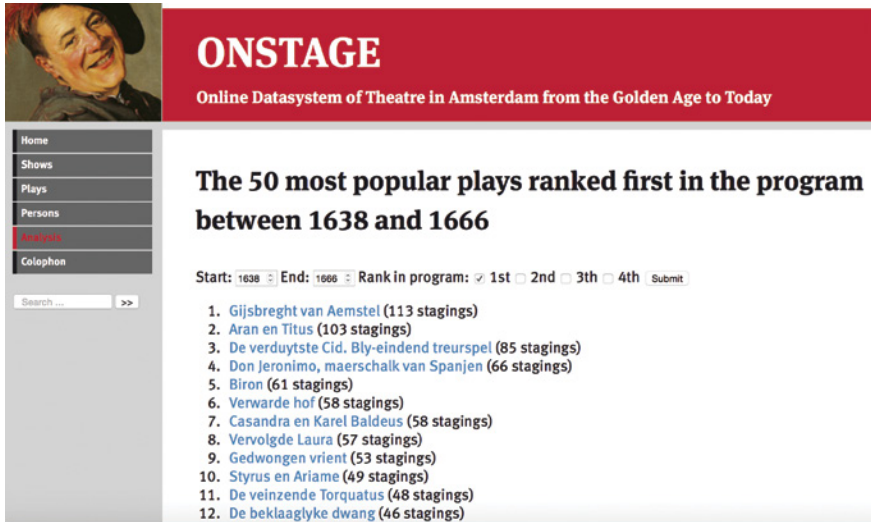 ONSTAGE
Online Datasystem of Theatre in Amsterdam from the Golden Age to Today
Home
Shows
Plays
Persons
Analysis
Colophon
Search ... >>
The 50 most popular plays ranked first in the program
between 1638 and 1666
Start: 1638 End: 1666 Rank in program: 1st 2nd 3th 4th Submit
1. Gijsbreght van Aemstel (113 stagings)
2. Aran en Titus (103 stagings)
3. De verduytste Cid. Bly-eindend treurspel (85 stagings)
4. Don Jeronimo, maerschalk van Spanjen (66 stagings)
5. Biron (61 stagings)
6. Verwarde hof (58 stagings)
7. Casandra en Karel Baldeus (58 stagings)
8. Vervolgde Laura (57 stagings)
9. Gedwongen vrient (53 stagings)
10. Styrus en Ariame (49 stagings)
11. De veinzende Torquatus (48 stagings)
12. De beklaaglyke dwang (46 stagings)